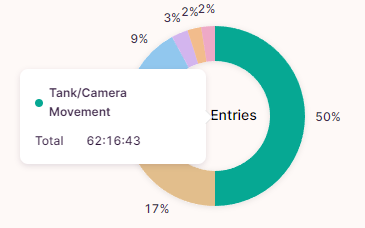 3% 2% 2%
9%
Tank/Camera
Movement
Total 62:16:43
Entries
50%
17%